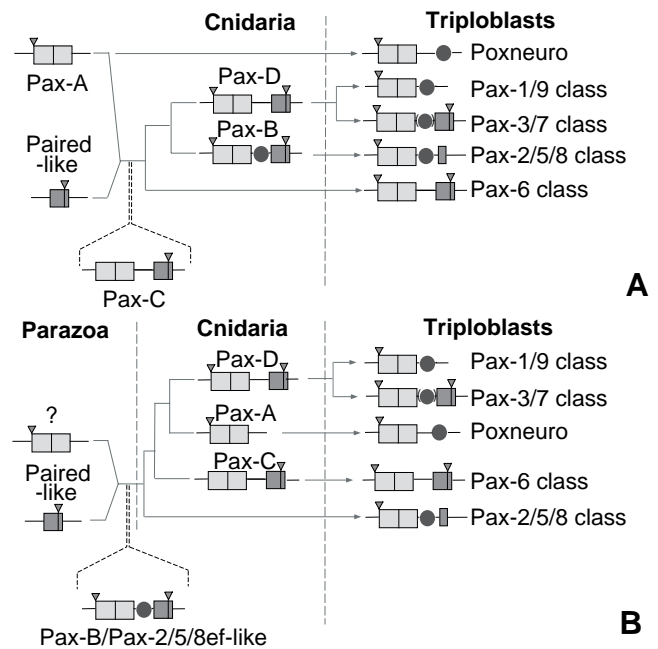 Cnidaria
Triploblasts
Pax-A
Pax-D
Poxneuro
Pax-1/9 class
Pax-3/7 class
Pax-B
Paired
-like
Pax-2/5/8 class
Pax-6 class
Pax-C
A
Parazoa
Cnidaria
Triploblasts
Pax-D
Pax-1/9 class
Pax-3/7 class
?
Pax-A
Poxneuro
Paired
-like
Pax-C
Pax-6 class
Pax-2/5/8 class
Pax-B/Pax-2/5/8ef-like
B